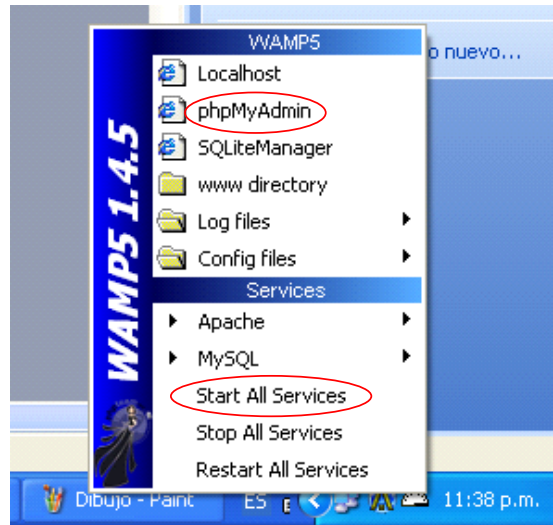 WAMP5
o nuevo...
Localhost
phpMyAdmin
SQLiteManager
www directory
Log files
Config files
Services
Apache
MySQL
Start All Services
Stop All Services
Restart All Services
WAMP5 1.4.5
Dibujo - Paint
ES
11:38 p.m.